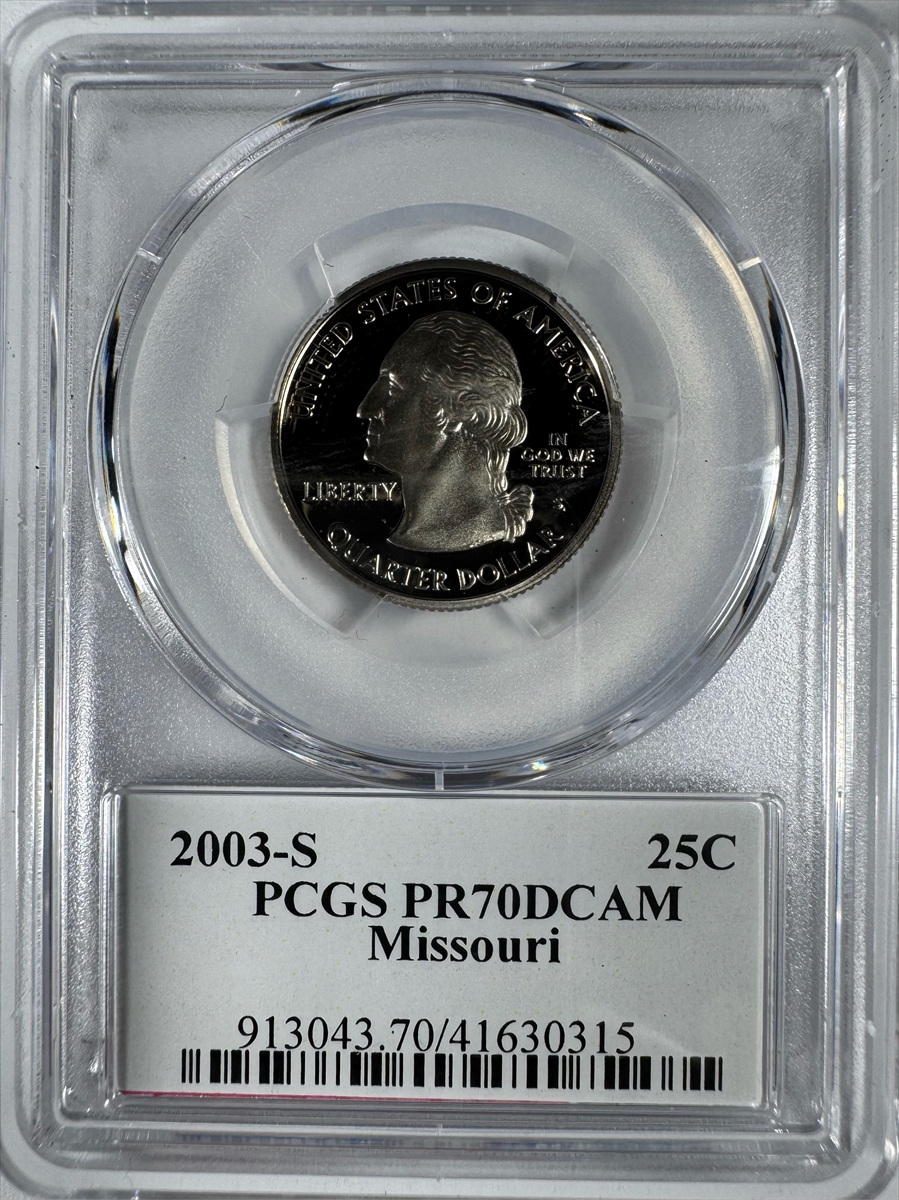 UNITED STATES OF AMERICA
IN
GOD WE
TRUST
LIBERTY
QUARTER DOLLAR
2003-S 25C
PCGS PR70DCAM
Missouri
913043.70/41630315